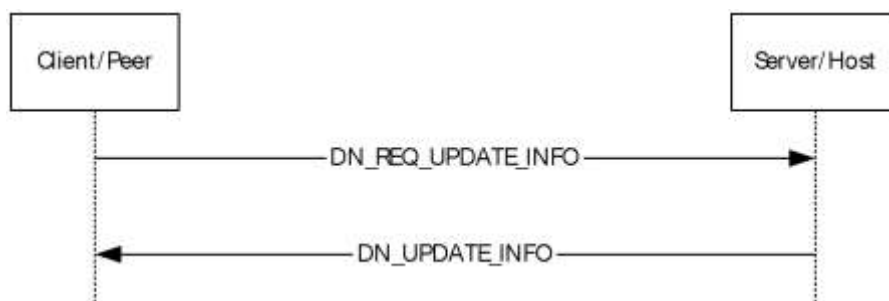 Client/Peer
Server/Host
DN_REQ_UPDATE_INFO
DN_UPDATE_INFO